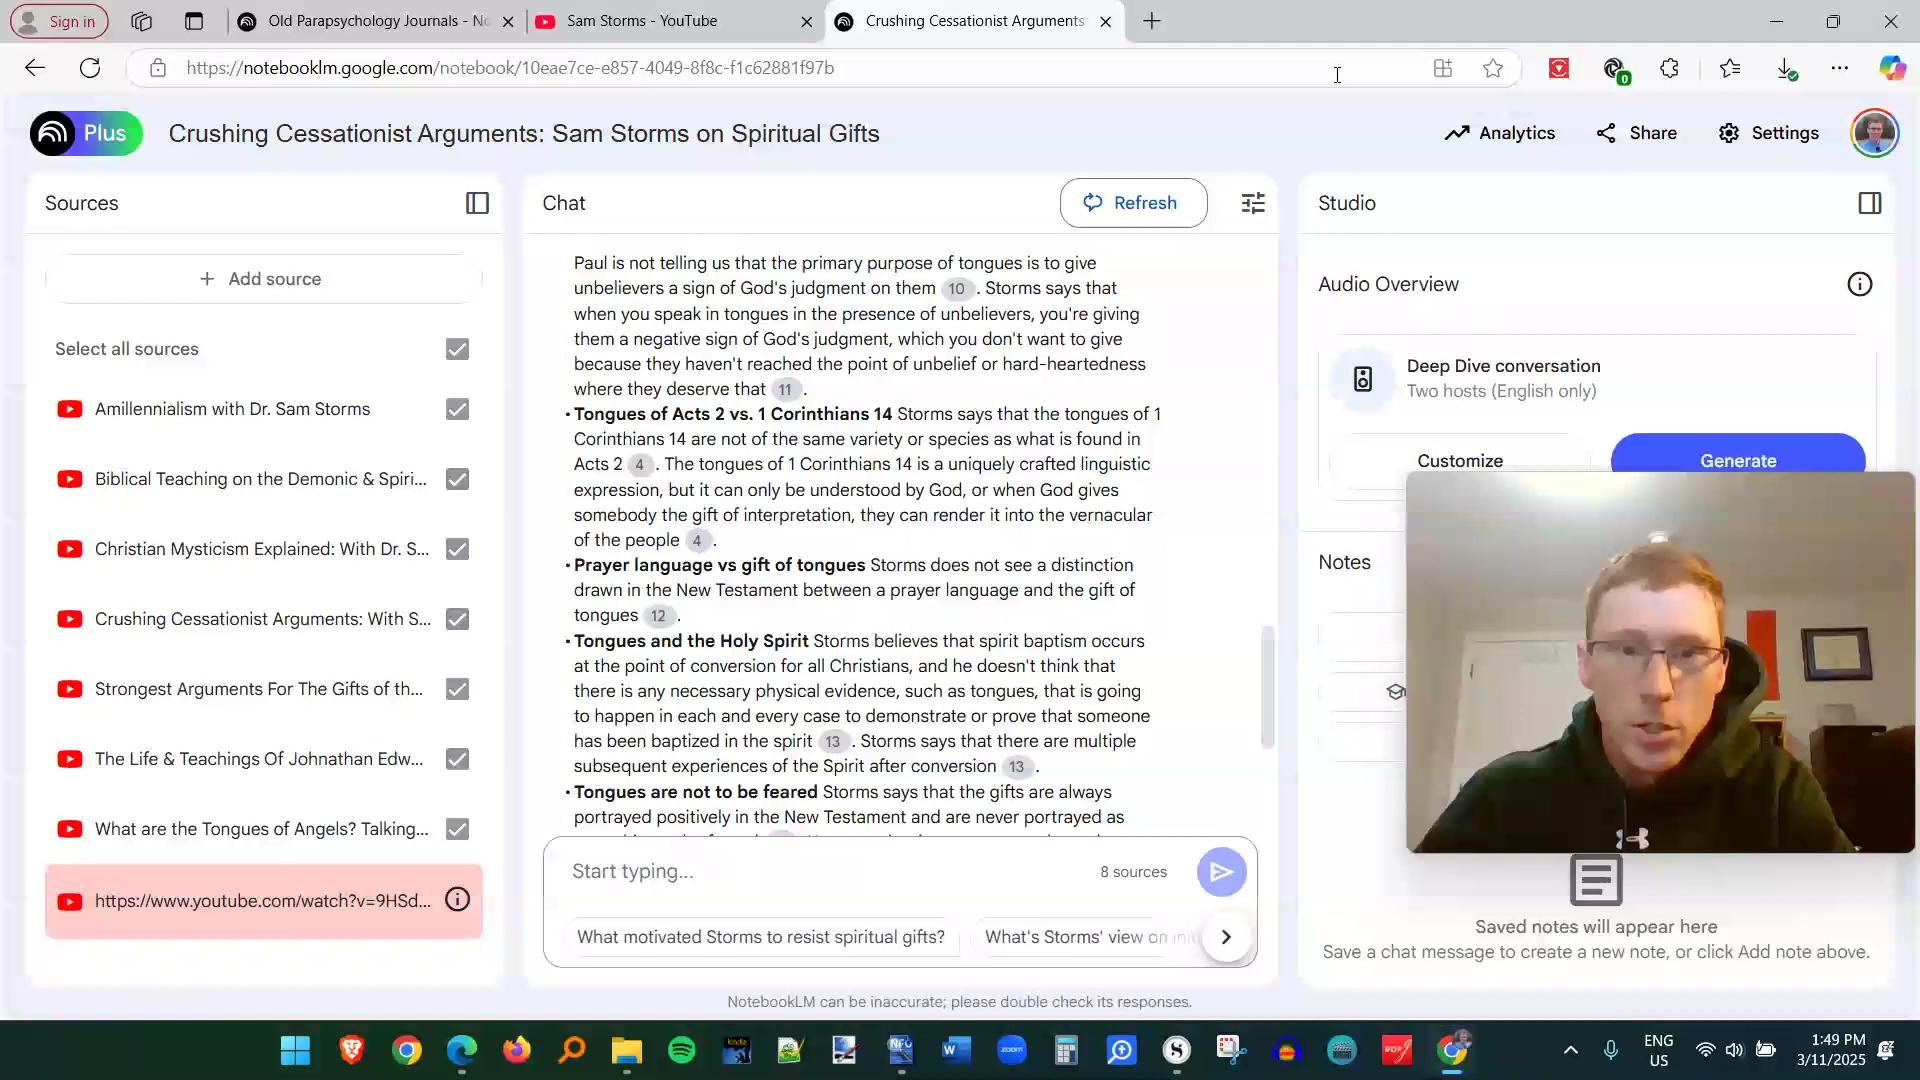 Sign in
Old Parapsychology Journals - No
Sam Storms - YouTube
Crushing Cessationist Arguments:
https://notebooklm.google.com/notebook/10eae7ce-e857-4049-8f8c-f1c62881f97b
0
Plus
Crushing Cessationist Arguments: Sam Storms on Spiritual Gifts
Analytics
Share
Settings
Sources
Add source
Select all sources
Amillennialism with Dr. Sam Storms
Biblical Teaching on the Demonic & Spiri...
Christian Mysticism Explained: With Dr. S...
Crushing Cessationist Arguments: With S...
Strongest Arguments For The Gifts of th...
The Life & Teachings Of Johnathan Edw...
What are the Tongues of Angels? Talking...
https://www.youtube.com/watch?v=9HSd...
Chat
Refresh
Paul is not telling us that the primary purpose of tongues is to give
unbelievers a sign of God's judgment on them 10 . Storms says that
when you speak in tongues in the presence of unbelievers, you're giving
them a negative sign of God's judgment, which you don't want to give
because they haven't reached the point of unbelief or hard-heartedness
where they deserve that 11 .
• Tongues of Acts 2 vs. 1 Corinthians 14 Storms says that the tongues of 1
Corinthians 14 are not of the same variety or species as what is found in
Acts 2 4 . The tongues of 1 Corinthians 14 is a uniquely crafted linguistic
expression, but it can only be understood by God, or when God gives
somebody the gift of interpretation, they can render it into the vernacular
of the people 4 .
• Prayer language vs gift of tongues Storms does not see a distinction
drawn in the New Testament between a prayer language and the gift of
tongues 12 .
• Tongues and the Holy Spirit Storms believes that spirit baptism occurs
at the point of conversion for all Christians, and he doesn't think that
there is any necessary physical evidence, such as tongues, that is going
to happen in each and every case to demonstrate or prove that someone
has been baptized in the spirit 13 . Storms says that there are multiple
subsequent experiences of the Spirit after conversion 13 .
• Tongues are not to be feared Storms says that the gifts are always
portrayed positively in the New Testament and are never portrayed as
Start typing...
8 sources
What motivated Storms to resist spiritual gifts?
What's Storms' view on init
NotebookLM can be inaccurate; please double check its responses.
Studio
Audio Overview
Deep Dive conversation
Two hosts (English only)
Customize
Generate
Notes
Saved notes will appear here
Save a chat message to create a new note, or click Add note above.
kindle
NFO
W
zoom
S
PDF
ENG
US
1:49 PM
3/11/2025